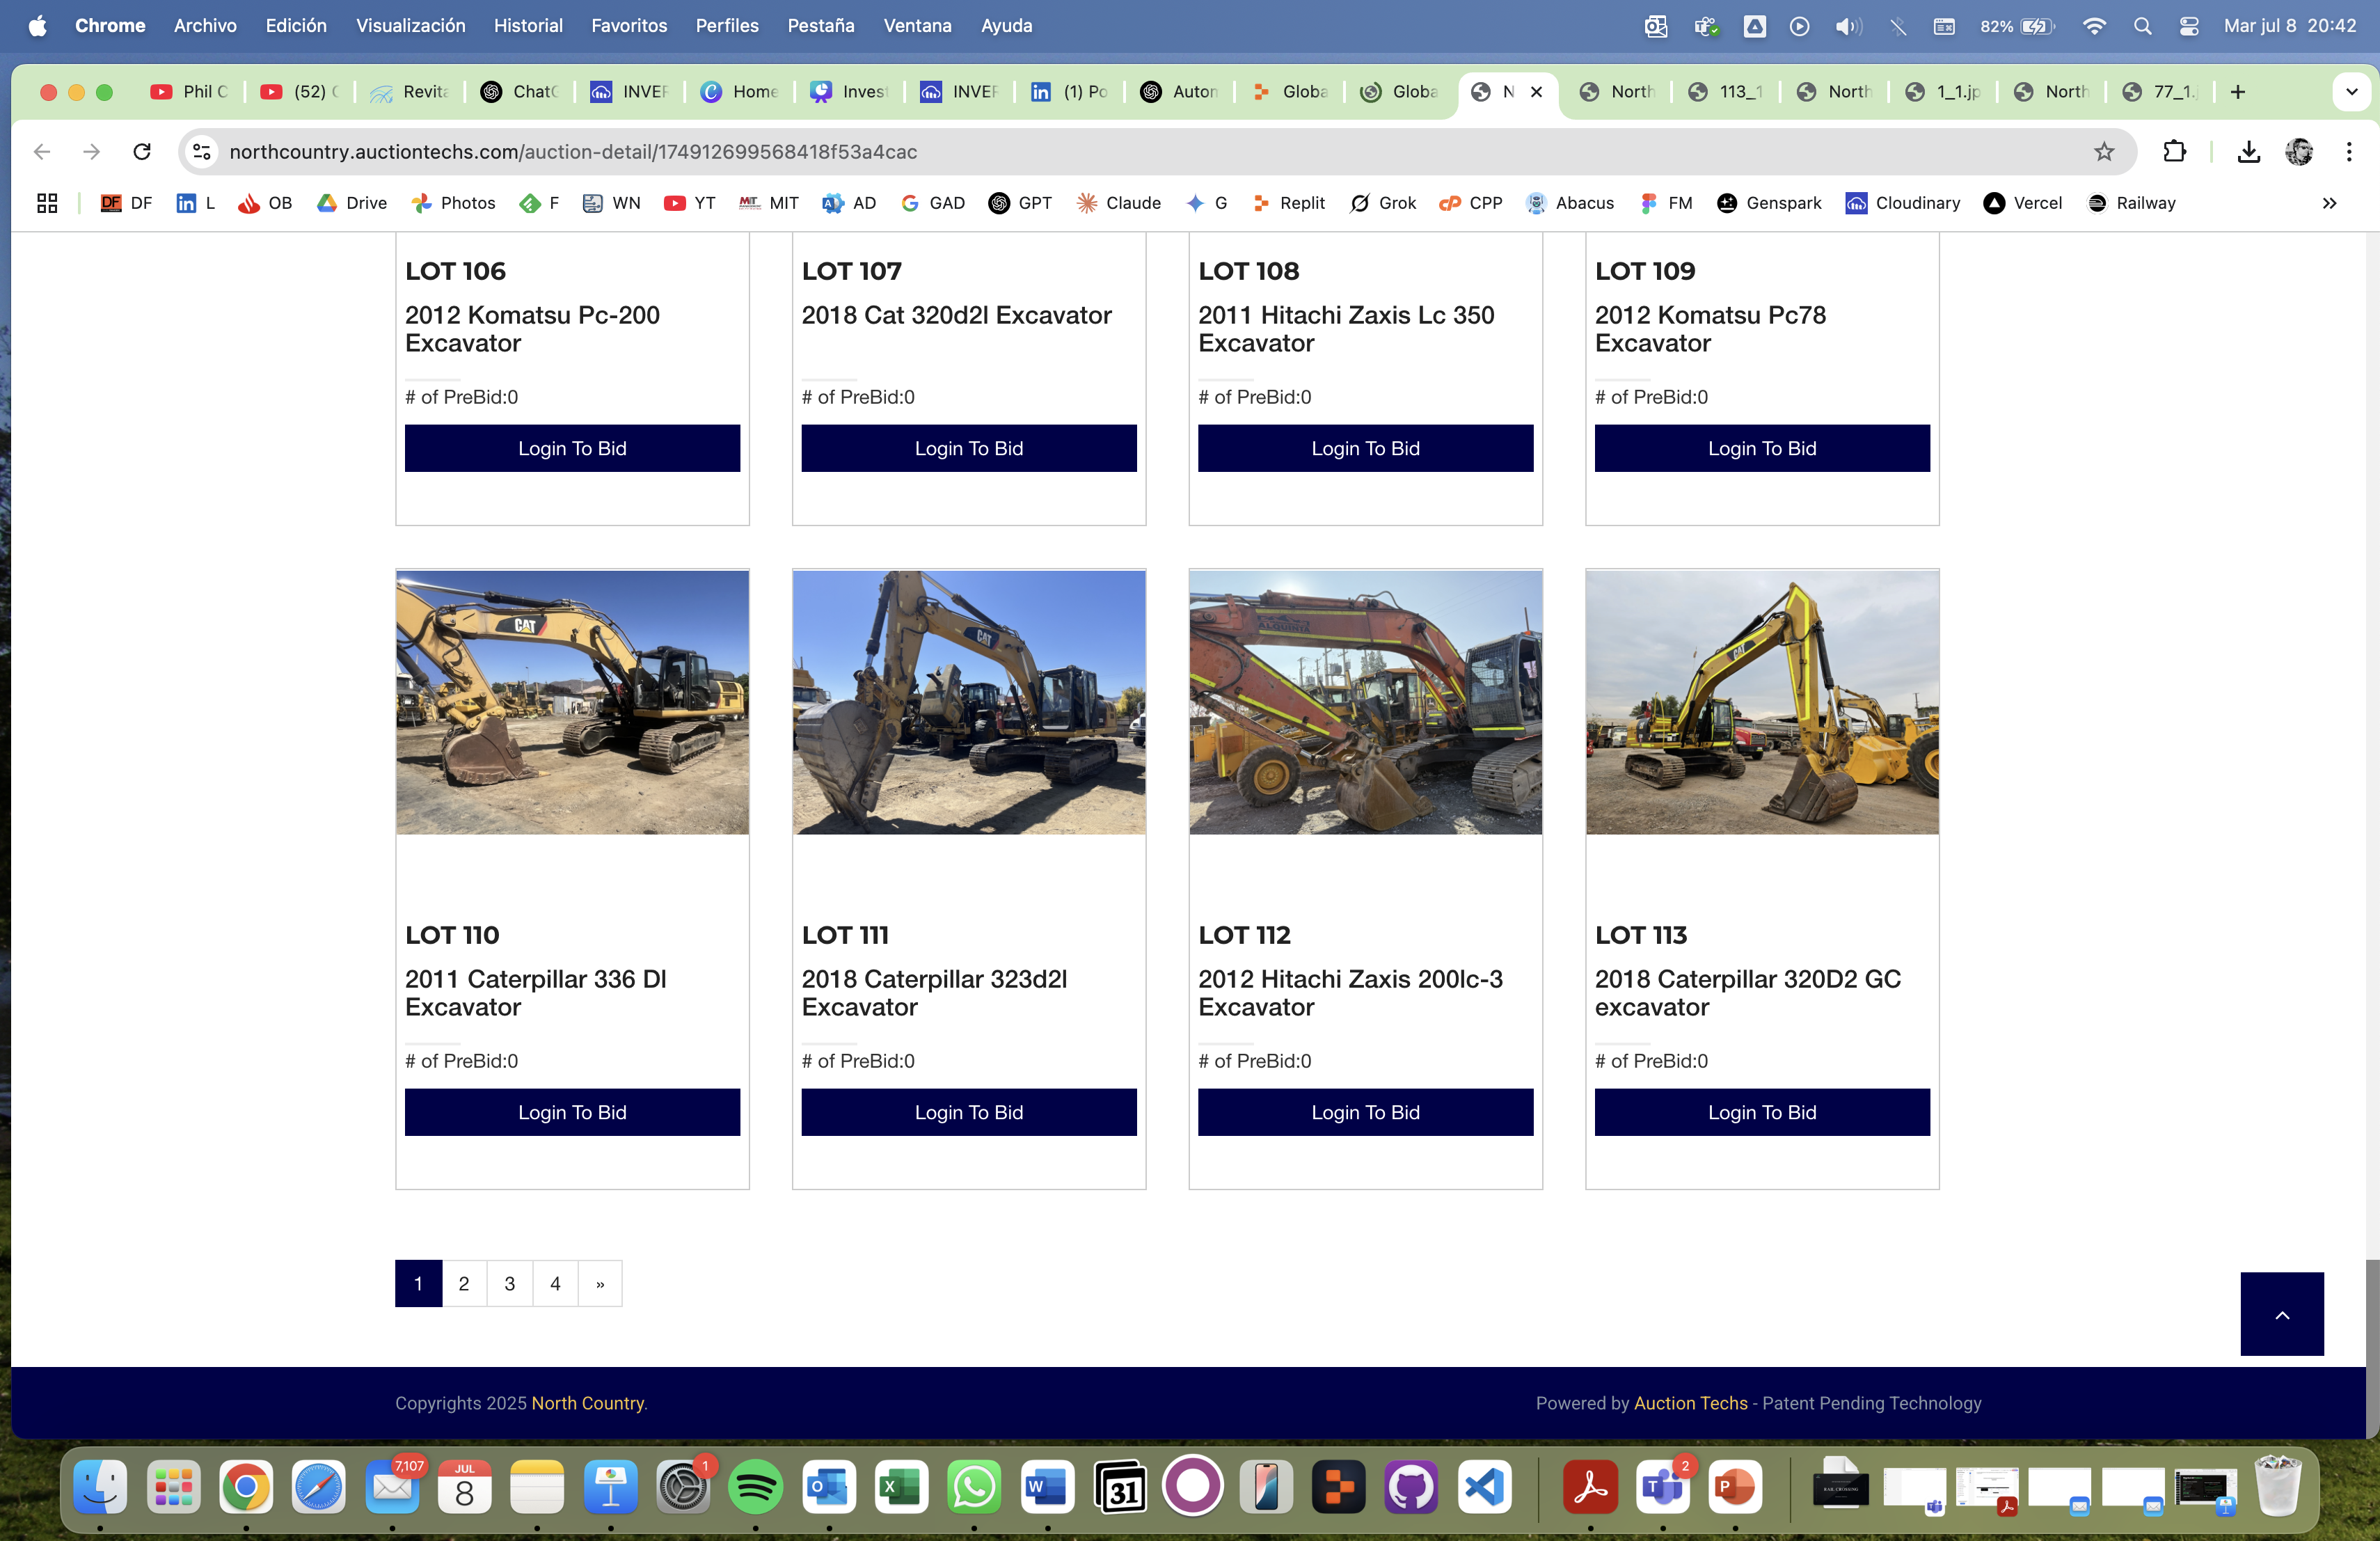 Chrome Archivo Edición Visualización Historial Favoritos Perfiles Pestaña Ventana Ayuda 82% Mar jul 8 20:42
Phil C (52) Revita ChatG INVER Home Invest INVER (1) Po Auton Globa Globa N North 113_1 North 1_1.jp North 77_1.j
northcountry.auctiontechs.com/auction-detail/174912699568418f53a4cac
DF DF L OB Drive Photos F WN YT MIT AD GAD GPT Claude G Replit Grok CPP Abacus FM Genspark Cloudinary Vercel Railway »
LOT 106
2012 Komatsu Pc-200
Excavator
# of PreBid:0
Login To Bid
LOT 107
2018 Cat 320d2l Excavator
# of PreBid:0
Login To Bid
LOT 108
2011 Hitachi Zaxis Lc 350
Excavator
# of PreBid:0
Login To Bid
LOT 109
2012 Komatsu Pc78
Excavator
# of PreBid:0
Login To Bid
CAT
LOT 110
2011 Caterpillar 336 Dl
Excavator
# of PreBid:0
Login To Bid
CAT
LOT 111
2018 Caterpillar 323d2l
Excavator
# of PreBid:0
Login To Bid
LOT 112
2012 Hitachi Zaxis 200lc-3
Excavator
# of PreBid:0
Login To Bid
CAT
LOT 113
2018 Caterpillar 320D2 GC
excavator
# of PreBid:0
Login To Bid
1 2 3 4 »
Copyrights 2025 North Country.
Powered by Auction Techs - Patent Pending Technology
7,107 JUL 8 1 31 2